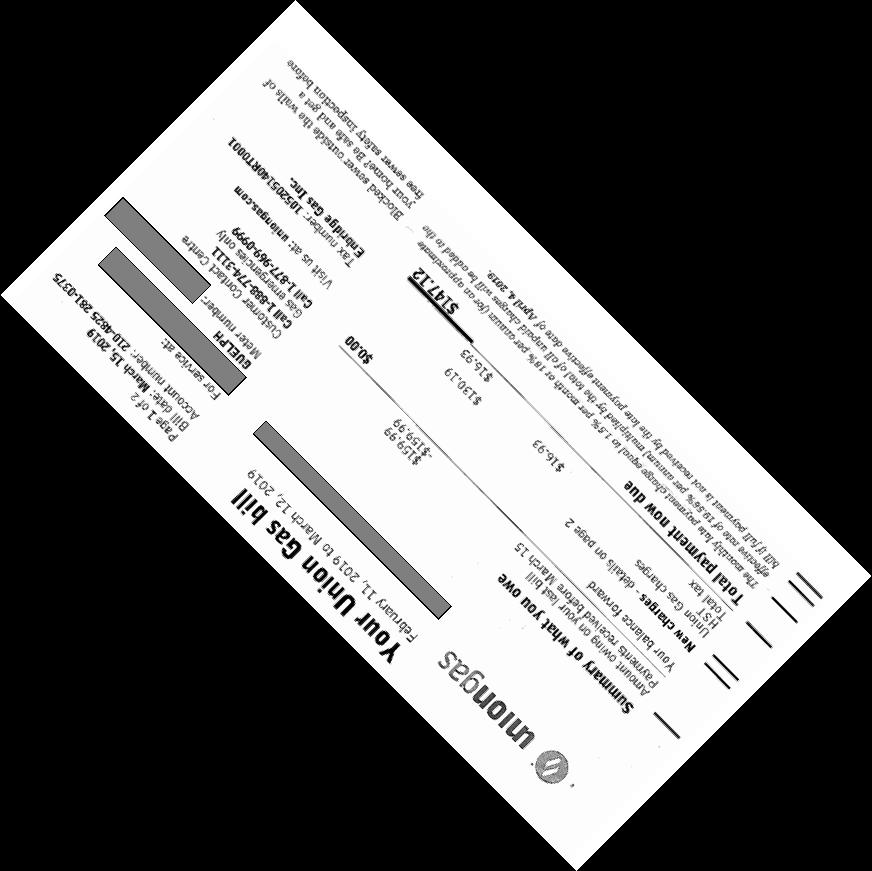 uniongas
Your Union Gas bill
February 11, 2019 to March 12, 2019
Page 1 of 2
Bill date: March 15, 2019
Account number: 210-4825 281-0375
For service at:
GUELPH
Meter number:
Customer Contact Centre
Call 1-888-774-3111
Gas emergencies only
Call 1-877-969-0999
Visit us at: uniongas.com
Tax number: 105205140RT0001
Enbridge Gas Inc.
Blocked sewer outside the walls of
your home? Be safe and get a
free sewer safety inspection before
Summary of what you owe
Amount owing on your last bill $159.99
Payments received before March 15 -$159.99
Your balance forward $0.00
New charges - details on page 2
Union Gas charges $130.19
HST $16.93
Total tax $16.93
Total payment now due $147.12
The monthly late payment charge equal to 1.5% per month or 18% per annum (for an approximate
effective rate of 19.56% per annum) multiplied by the total of all unpaid charges will be added to the
bill if full payment is not received by the late payment effective date of April 4, 2019.